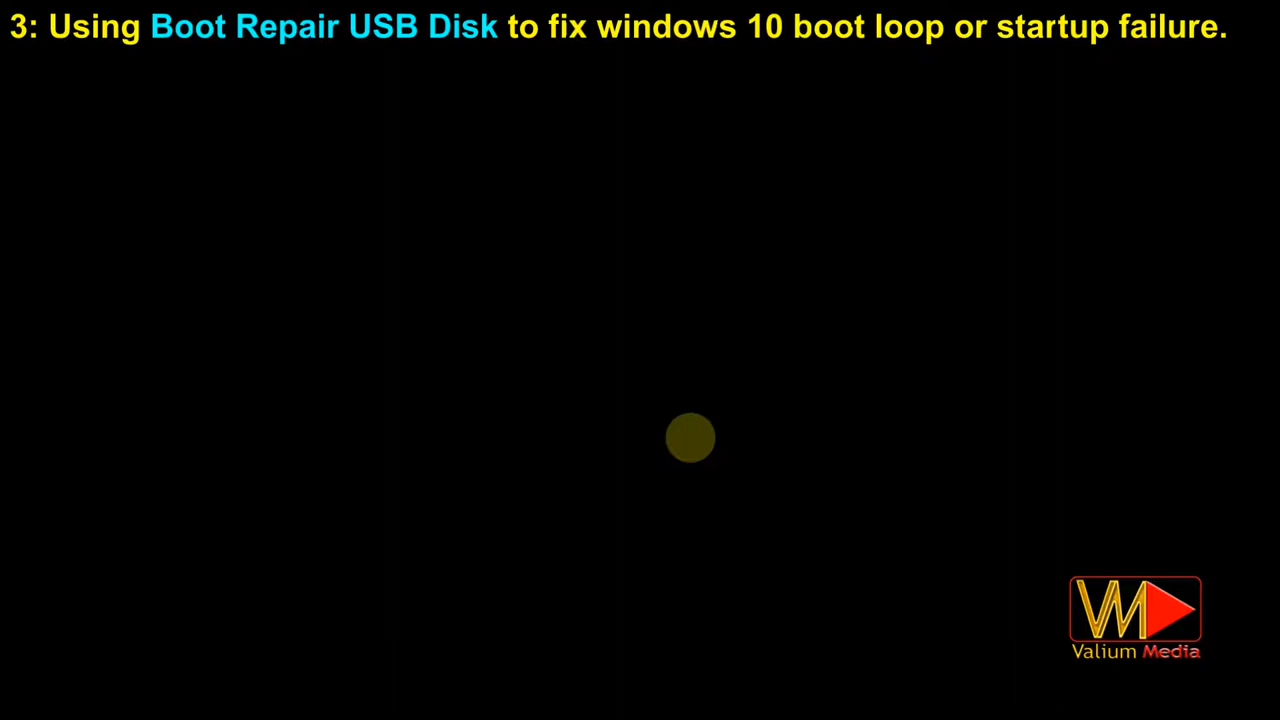 3: Using Boot Repair USB Disk to fix windows 10 boot loop or startup failure.
VM
Valium Media